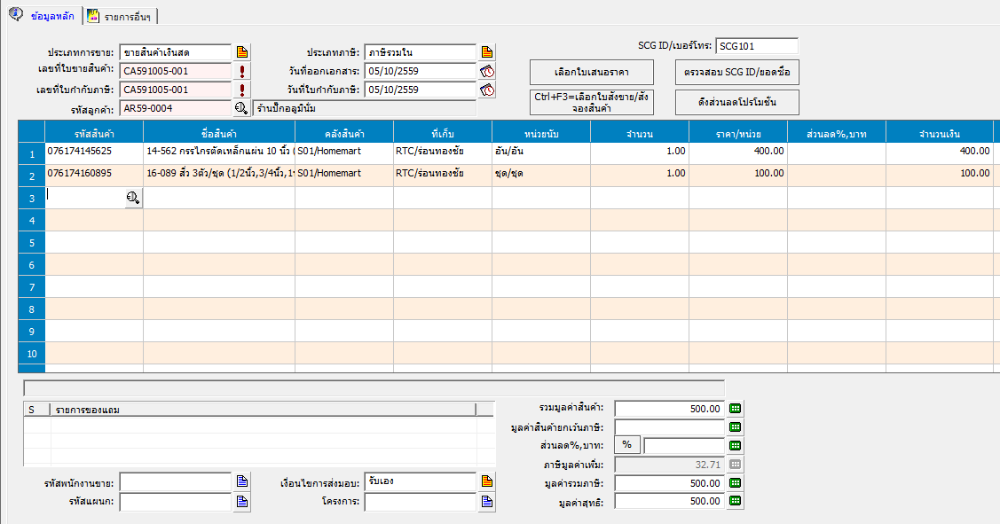 ข้อมูลหลัก รายการอื่นๆ
ประเภทการขาย: ขายสินค้าเงินสด ประเภทภาษี: ภาษีรวมใน SCG ID/เบอร์โทร: SCG101
เลขที่ใบขายสินค้า: CA591005-001 วันที่ออกเอกสาร: 05/10/2559 เลือกใบเสนอราคา ตรวจสอบ SCG ID/ยอดซื้อ
เลขที่ใบกำกับภาษี: CA591005-001 วันที่ใบกำกับภาษี: 05/10/2559 Ctrl+F3=เลือกใบสั่งขาย/สั่ง
จองสินค้า ดึงส่วนลดโปรโมชั่น
รหัสลูกค้า: AR59-0004 ร้านบิ๊กอลูมีนั่ม
รหัสสินค้า ชื่อสินค้า คลังสินค้า ที่เก็บ หน่วยนับ จำนวน ราคา/หน่วย ส่วนลด%,บาท จำนวนเงิน
1 076174145625 14-562 กรรไกรตัดเหล็กแผ่น 10 นิ้ว ( S01/Homemart RTC/ร่อนทองชัย อัน/อัน 1.00 400.00 400.00
2 076174160895 16-089 สิ่ว 3ตัว/ชุด (1/2นิ้ว,3/4นิ้ว,1 S01/Homemart RTC/ร่อนทองชัย ชุด/ชุด 1.00 100.00 100.00
3
4
5
6
7
8
9
10
S รายการของแถม
รวมมูลค่าสินค้า: 500.00
มูลค่าสินค้ายกเว้นภาษี:
ส่วนลด%,บาท: %
ภาษีมูลค่าเพิ่ม: 32.71
รหัสพนักงานขาย: เงื่อนไขการส่งมอบ: รับเอง มูลค่ารวมภาษี: 500.00
รหัสแผนก: โครงการ: มูลค่าสุทธิ: 500.00